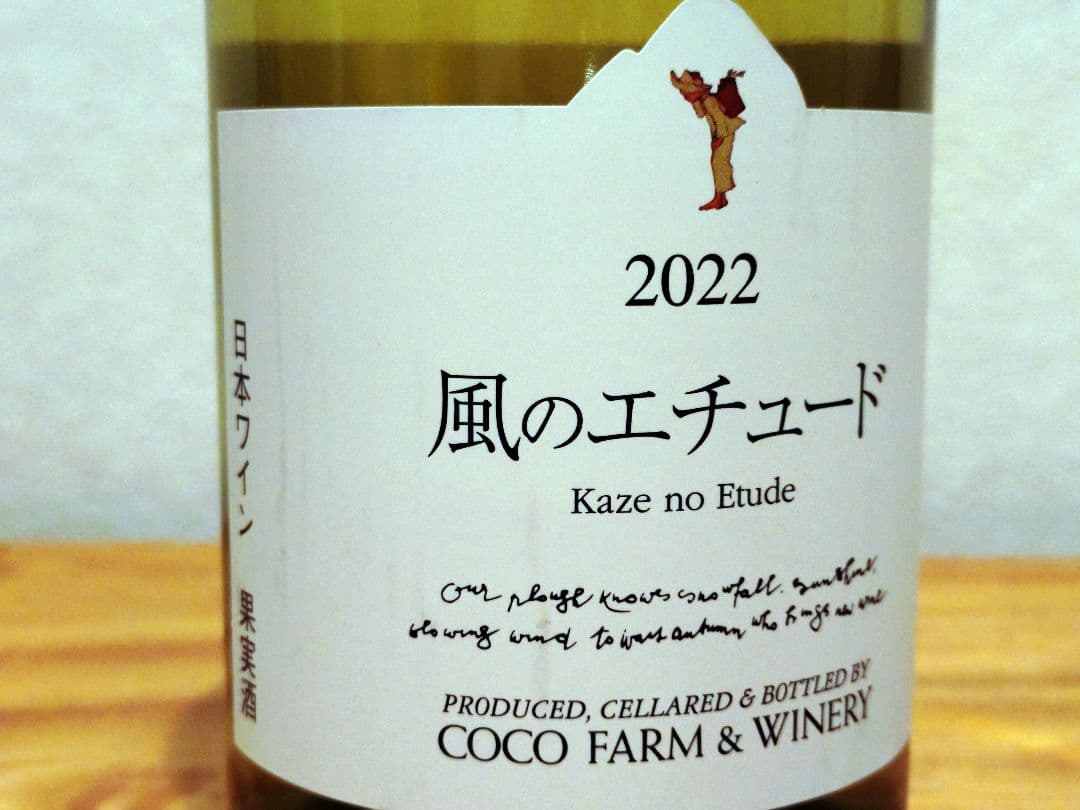 2022
風のエチュード
Kaze no Etude
Our plough knows snowfall, sunshine,
blowing wind to wait autumn who brings new wine
PRODUCED, CELLARED & BOTTLED BY
COCO FARM & WINERY
日本ワイン 果実酒